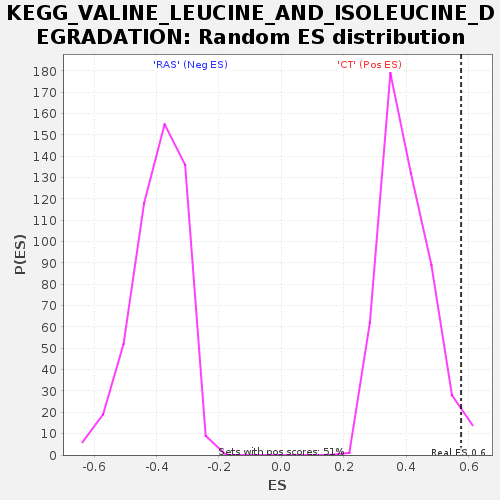 KEGG_VALINE_LEUCINE_AND_ISOLEUCINE_D
EGRADATION: Random ES distribution
'RAS' (Neg ES) 'CT' (Pos ES)
180
170
160
150
140
130
120
110
100
90
80
70
60
50
40
30
20
10
0
P(ES)
Sets with pos scores: 51%
Real ES 0.6
-0.6 -0.4 -0.2 0.0 0.2 0.4 0.6
ES